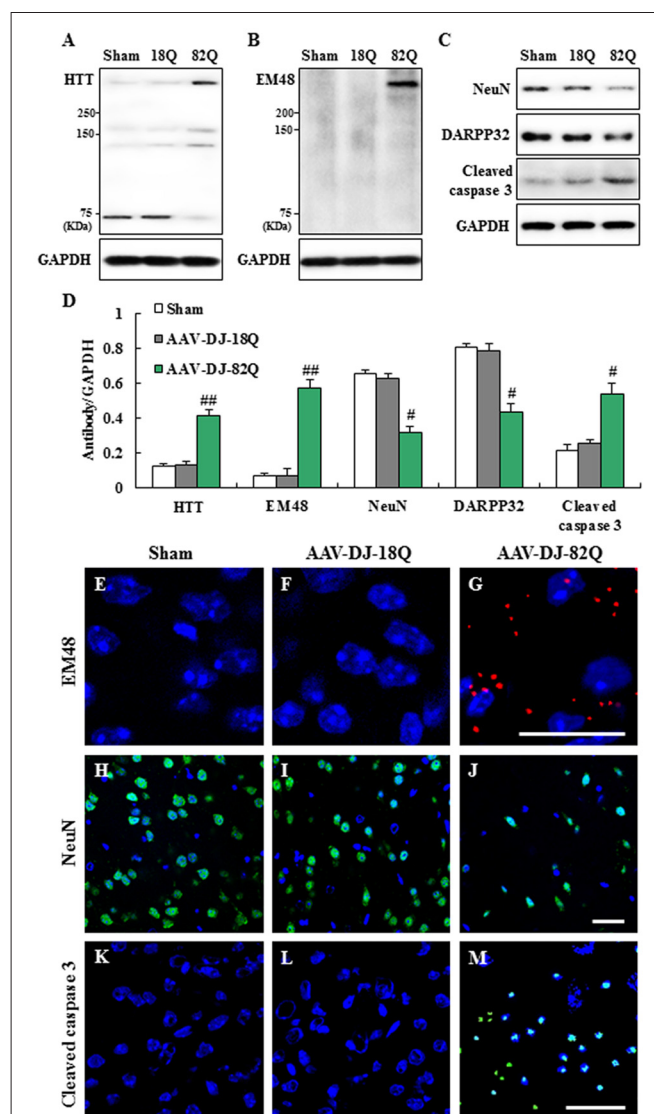 A
Sham 18Q 82Q
HTT
250
150
75
(KDa)
GAPDH
B
Sham 18Q 82Q
EM48
200
150
75
(KDa)
GAPDH
C
Sham 18Q 82Q
NeuN
DARPP32
Cleaved
caspase 3
GAPDH
D
Antibody/GAPDH
1
0.8
0.6
0.4
0.2
0
Sham
AAV-DJ-18Q
AAV-DJ-82Q
##
##
#
#
#
HTT EM48 NeuN DARPP32 Cleaved
caspase 3
Sham AAV-DJ-18Q AAV-DJ-82Q
EM48
E F G
NeuN
H I J
Cleaved caspase 3
K L M